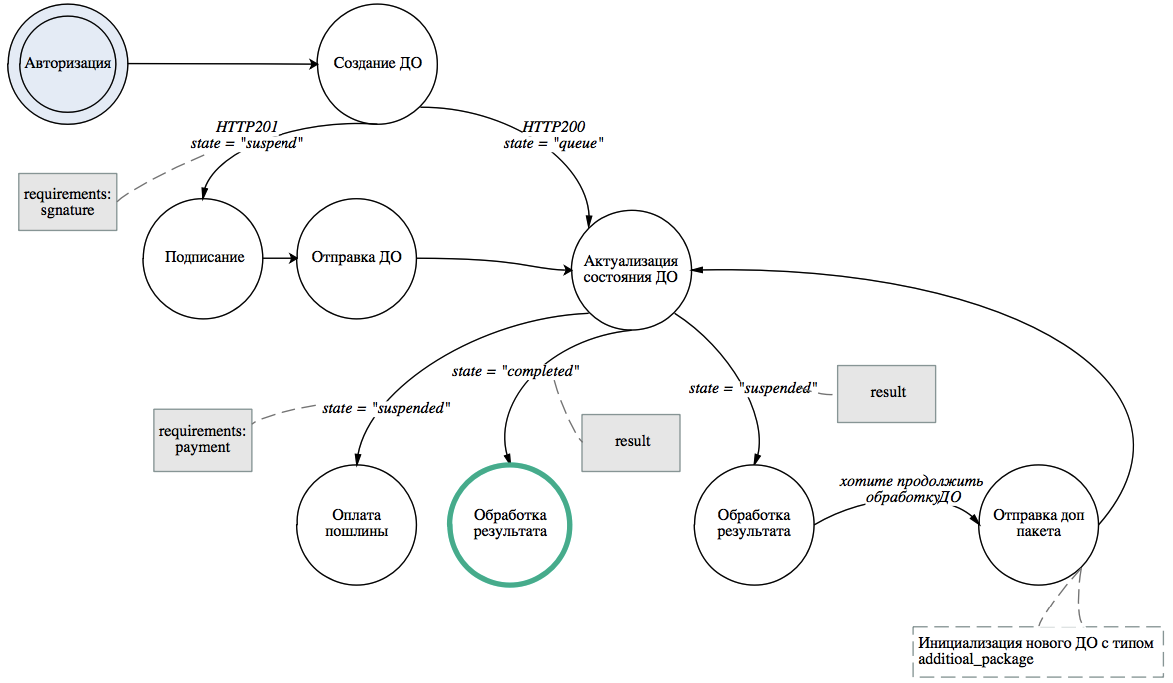 Авторизация
Создание ДО
HTTP201
state = "suspend"
HTTP200
state = "queue"
requirements:
sgnature
Подписание
Отправка ДО
Актуализация
состояния ДО
state = "completed"
state = "suspended"
result
state = "suspended"
requirements:
payment
result
хотите продолжить
обработкуДО
Оплата
пошлины
Обработка
результата
Обработка
результата
Отправка доп
пакета
Инициализация нового ДО с типом
additioal_package